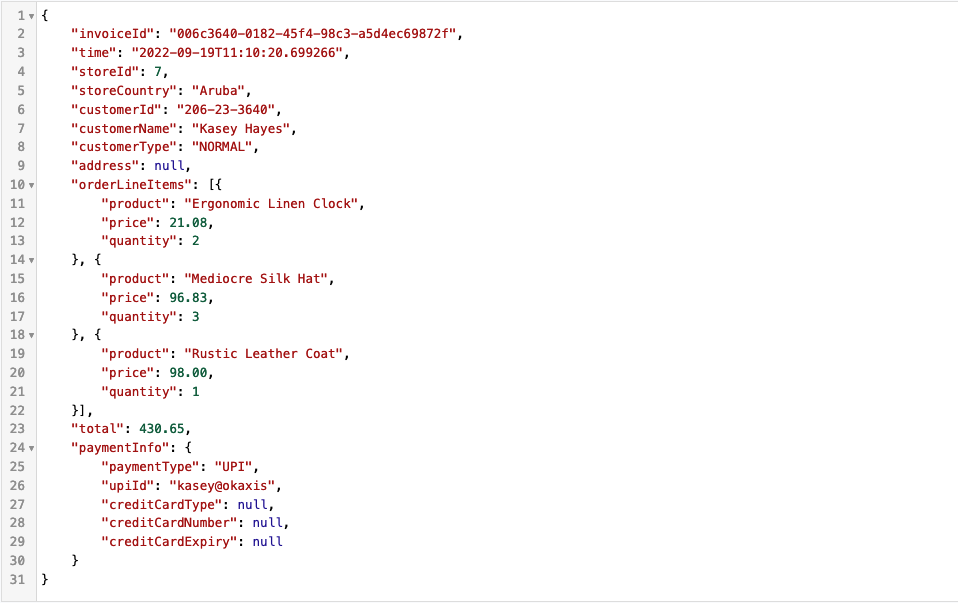 1 {
2 "invoiceId": "006c3640-0182-45f4-98c3-a5d4ec69872f",
3 "time": "2022-09-19T11:10:20.699266",
4 "storeId": 7,
5 "storeCountry": "Aruba",
6 "customerId": "206-23-3640",
7 "customerName": "Kasey Hayes",
8 "customerType": "NORMAL",
9 "address": null,
10 "orderLineItems": [{
11 "product": "Ergonomic Linen Clock",
12 "price": 21.08,
13 "quantity": 2
14 }, {
15 "product": "Mediocre Silk Hat",
16 "price": 96.83,
17 "quantity": 3
18 }, {
19 "product": "Rustic Leather Coat",
20 "price": 98.00,
21 "quantity": 1
22 }],
23 "total": 430.65,
24 "paymentInfo": {
25 "paymentType": "UPI",
26 "upiId": "kasey@okaxis",
27 "creditCardType": null,
28 "creditCardNumber": null,
29 "creditCardExpiry": null
30 }
31 }